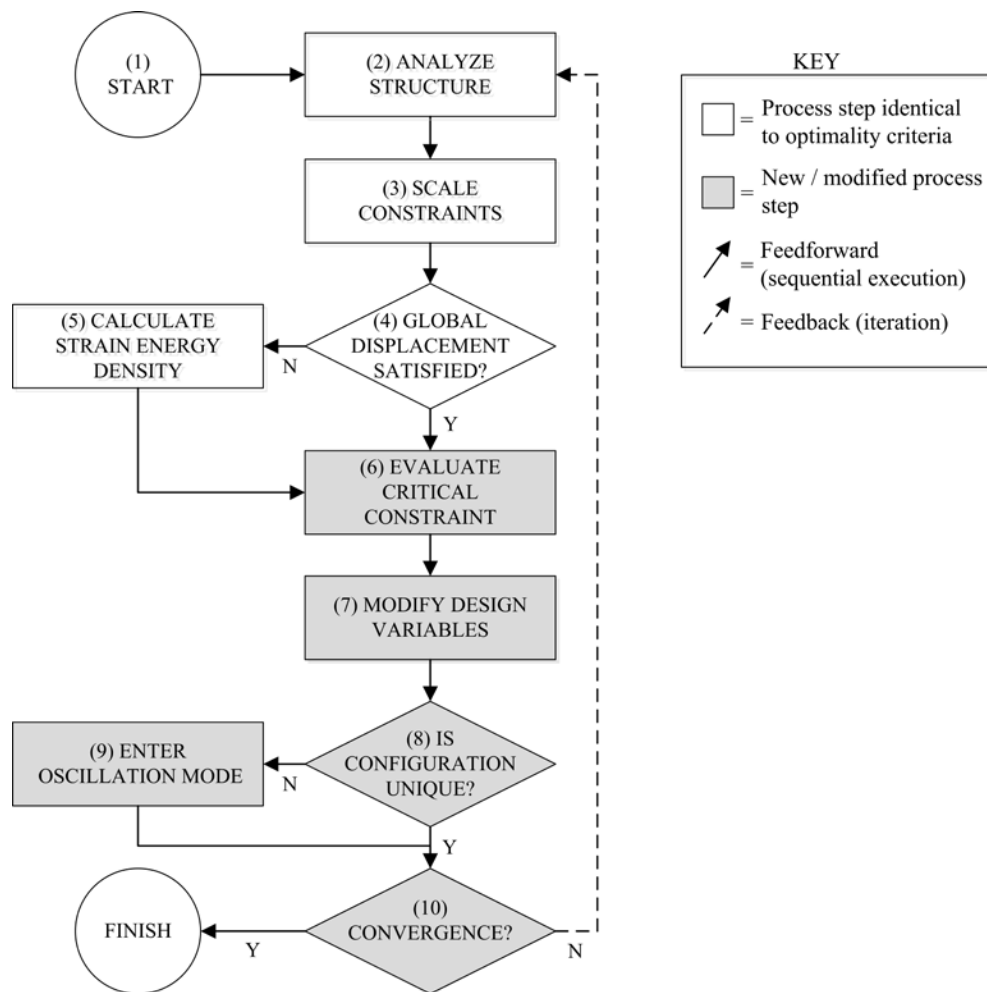 (1)
START
(2) ANALYZE
STRUCTURE
(3) SCALE
CONSTRAINTS
(4) GLOBAL
DISPLACEMENT
SATISFIED?
N
Y
(5) CALCULATE
STRAIN ENERGY
DENSITY
(6) EVALUATE
CRITICAL
CONSTRAINT
(7) MODIFY DESIGN
VARIABLES
(8) IS
CONFIGURATION
UNIQUE?
N
Y
(9) ENTER
OSCILLATION MODE
(10)
CONVERGENCE?
Y
N
FINISH
KEY
= Process step identical
to optimality criteria
= New / modified process
step
= Feedforward
(sequential execution)
= Feedback (iteration)